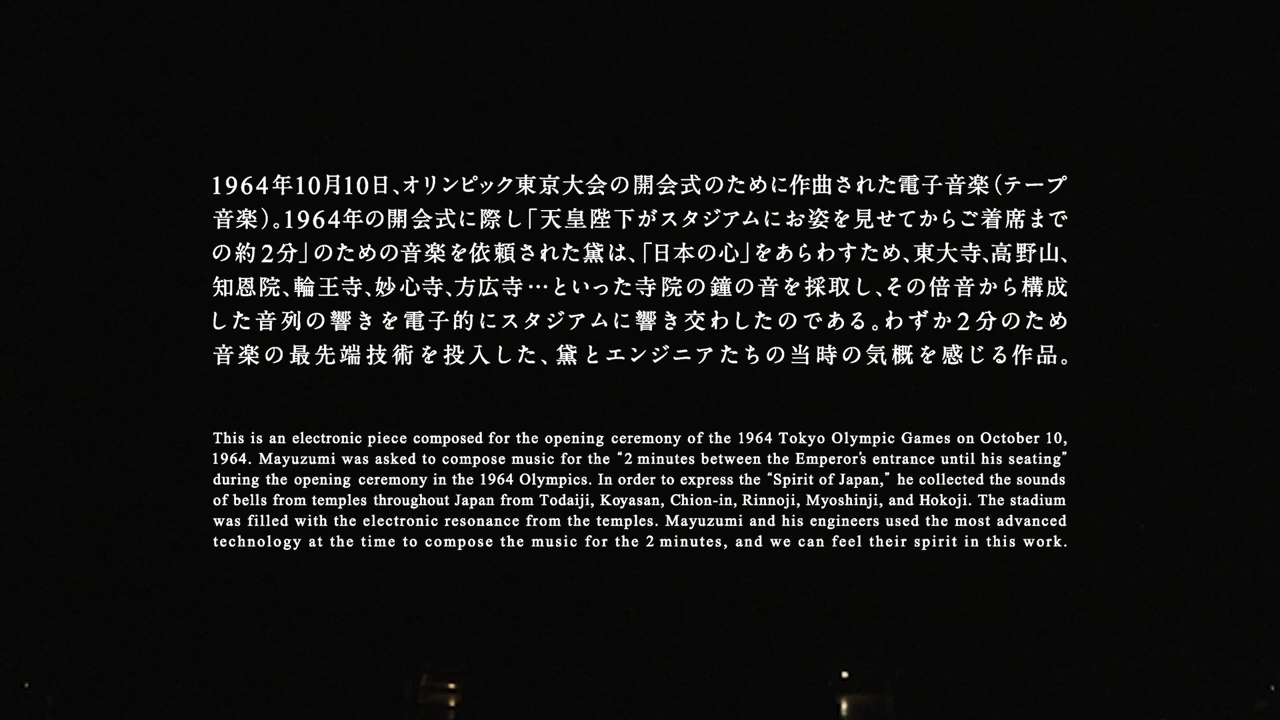 1964年10月10日、オリンピック東京大会の開会式のために作曲された電子音楽（テープ
音楽）。1964年の開会式に際し「天皇陛下がスタジアムにお姿を見せてからご着席まで
の約2分」のための音楽を依頼された黛は、「日本の心」をあらわすため、東大寺、高野山、
知恩院、輪王寺、妙心寺、方広寺…といった寺院の鐘の音を採取し、その倍音から構成
した音列の響きを電子的にスタジアムに響き交わしたのである。わずか2分のため
音楽の最先端技術を投入した、黛とエンジニアたちの当時の気概を感じる作品。
This is an electronic piece composed for the opening ceremony of the 1964 Tokyo Olympic Games on October 10,
1964. Mayuzumi was asked to compose music for the “2 minutes between the Emperor's entrance until his seating”
during the opening ceremony in the 1964 Olympics. In order to express the “Spirit of Japan,” he collected the sounds
of bells from temples throughout Japan from Todaiji, Koyasan, Chion-in, Rinnoji, Myoshinji, and Hokoji. The stadium
was filled with the electronic resonance from the temples. Mayuzumi and his engineers used the most advanced
technology at the time to compose the music for the 2 minutes, and we can feel their spirit in this work.